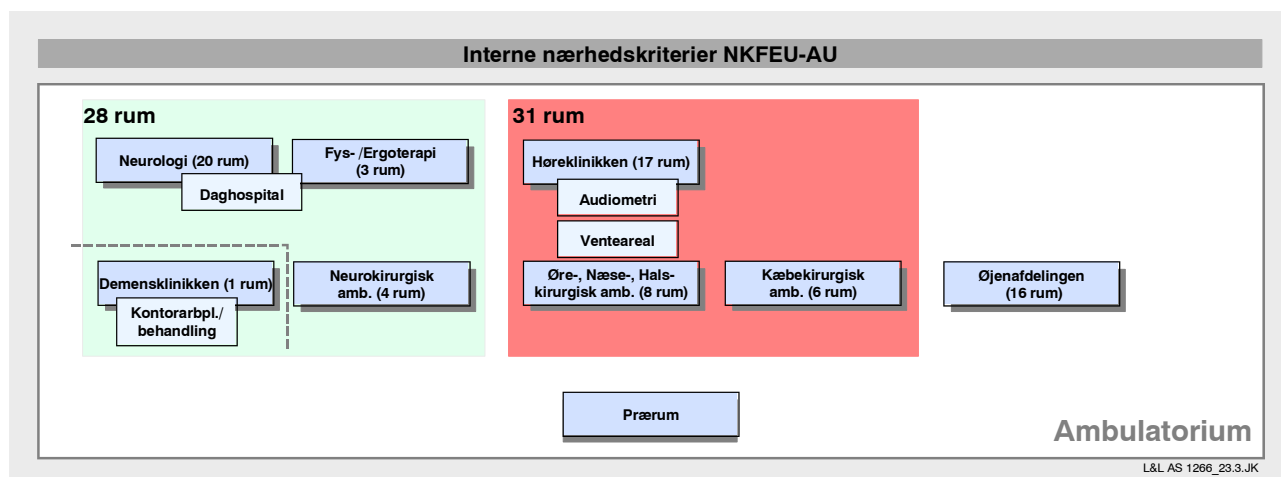 Interne nærhedskriterier NKFEU-AU
28 rum
Neurologi (20 rum)
Fys- /Ergoterapi
(3 rum)
Daghospital
Demensklinikken (1 rum)
Kontorarbpl./
behandling
Neurokirurgisk
amb. (4 rum)
31 rum
Høreklinikken (17 rum)
Audiometri
Venteareal
Øre-, Næse-, Hals-
kirurgisk amb. (8 rum)
Kæbekirurgisk
amb. (6 rum)
Øjenafdelingen
(16 rum)
Prærum
Ambulatorium
L&L AS 1266_23.3.JK